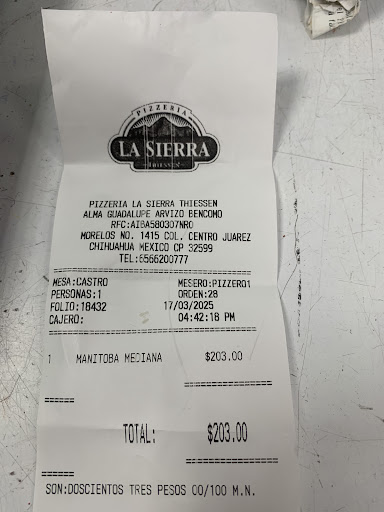 PIZZERIA
LA SIERRA
THIESSEN
PIZZERIA LA SIERRA THIESSEN
ALMA GUADALUPE ARVIZO BENCOMO
RFC:AIBA580307NR0
MORELOS NO. 1415 COL. CENTRO JUAREZ
CHIHUAHUA MEXICO CP 32599
TEL:6566200777
MESA:CASTRO MESERO:PIZZERO1
PERSONAS:1 ORDEN:28
FOLIO:18432 17/03/2025
CAJERO: 04:42:18 PM
1 MANITOBA MEDIANA $203.00
TOTAL: $203.00
SON:DOSCIENTOS TRES PESOS 00/100 M.N.